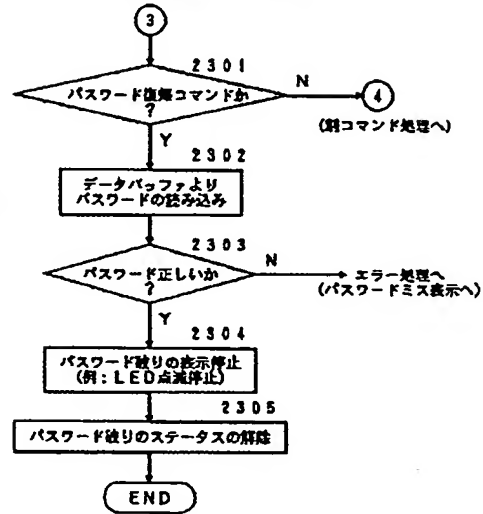 3
2301
パスワード復帰コマンドか
?
N
4
(別コマンド処理へ)
Y
2302
データバッファより
パスワードの読み込み
2303
パスワード正しいか
?
N
エラー処理へ
(パスワードミス表示へ)
Y
2304
パスワード破りの表示停止
(例:LED点滅停止)
2305
パスワード破りのステータスの解除
END